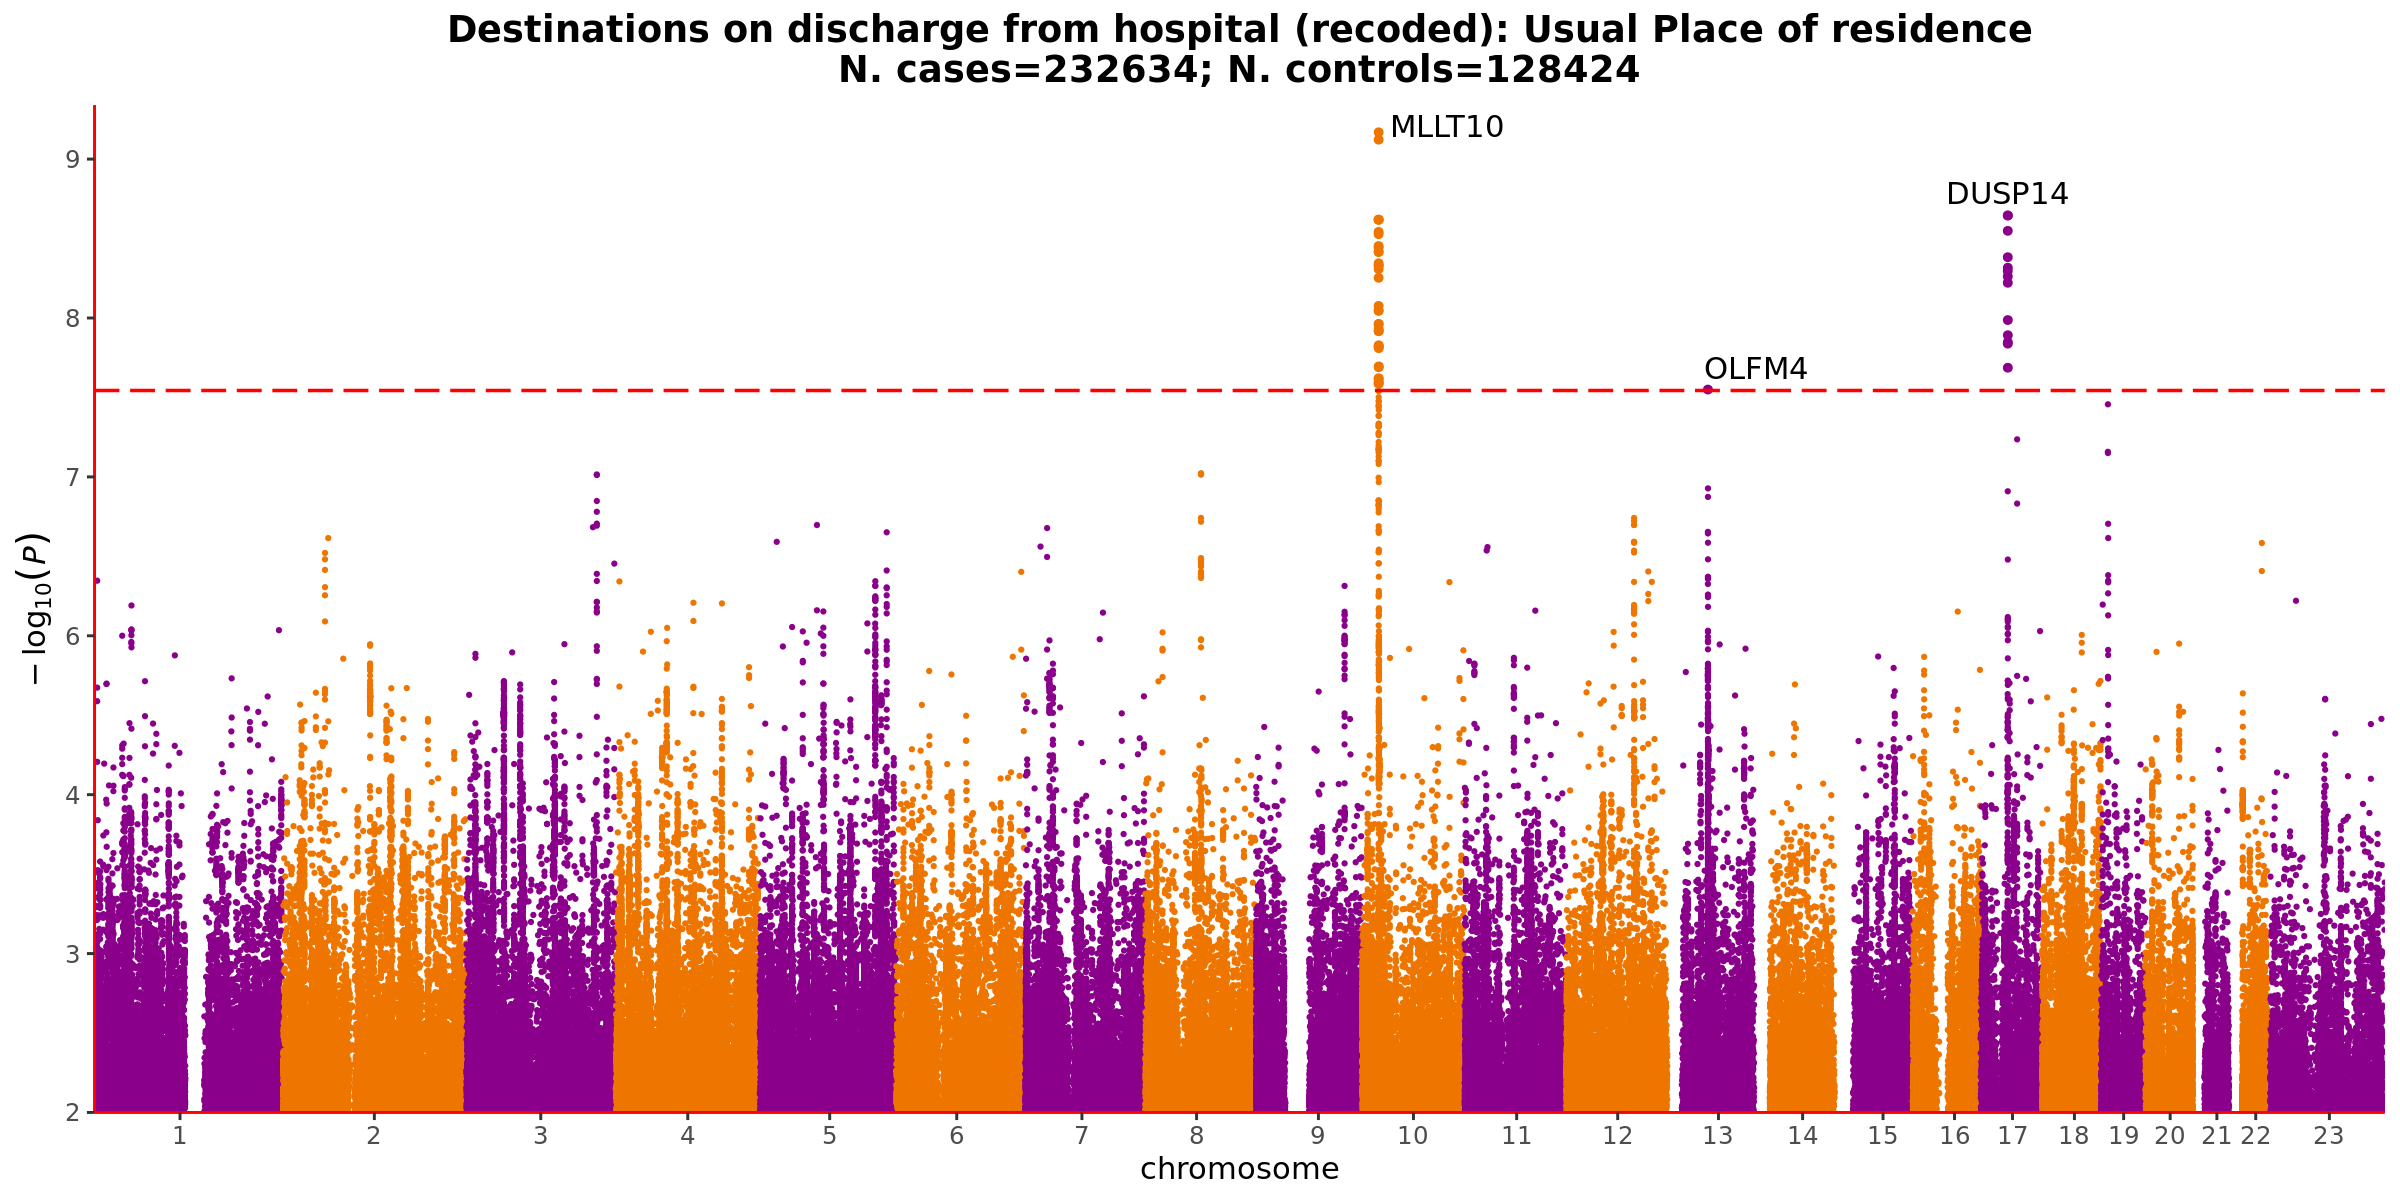 Destinations on discharge from hospital (recoded): Usual Place of residence
N. cases=232634; N. controls=128424
MLLT10
DUSP14
OLFM4
9
8
7
6
4
3
2
−log₁₀(P)
1 2 3 4 5 6 7 8 9 10 11 12 13 14 15 16 17 18 19 20 21 22 23
chromosome